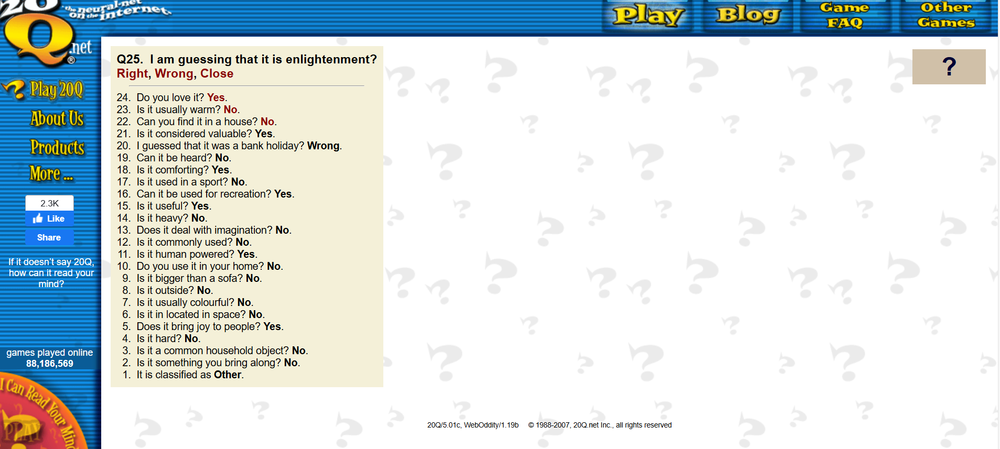 20
Q
.net
®
the neural-net
on the internet.
Play
Blog
Game
FAQ
Other
Games
Play 20Q
About Us
Products
More ...
2.3K
Like
Share
If it doesn't say 20Q,
how can it read your
mind?
games played online
88,186,569
I Can Read Your Mind
PLAY
Q25.  I am guessing that it is enlightenment?
Right, Wrong, Close
24.  Do you love it? Yes.
23.  Is it usually warm? No.
22.  Can you find it in a house? No.
21.  Is it considered valuable? Yes.
20.  I guessed that it was a bank holiday? Wrong.
19.  Can it be heard? No.
18.  Is it comforting? Yes.
17.  Is it used in a sport? No.
16.  Can it be used for recreation? Yes.
15.  Is it useful? Yes.
14.  Is it heavy? No.
13.  Does it deal with imagination? No.
12.  Is it commonly used? No.
11.  Is it human powered? Yes.
10.  Do you use it in your home? No.
9.  Is it bigger than a sofa? No.
8.  Is it outside? No.
7.  Is it usually colourful? No.
6.  Is it in located in space? No.
5.  Does it bring joy to people? Yes.
4.  Is it hard? No.
3.  Is it a common household object? No.
2.  Is it something you bring along? No.
1.  It is classified as Other.
?
20Q/5.01c, WebOddity/1.19b    © 1988-2007, 20Q.net Inc., all rights reserved